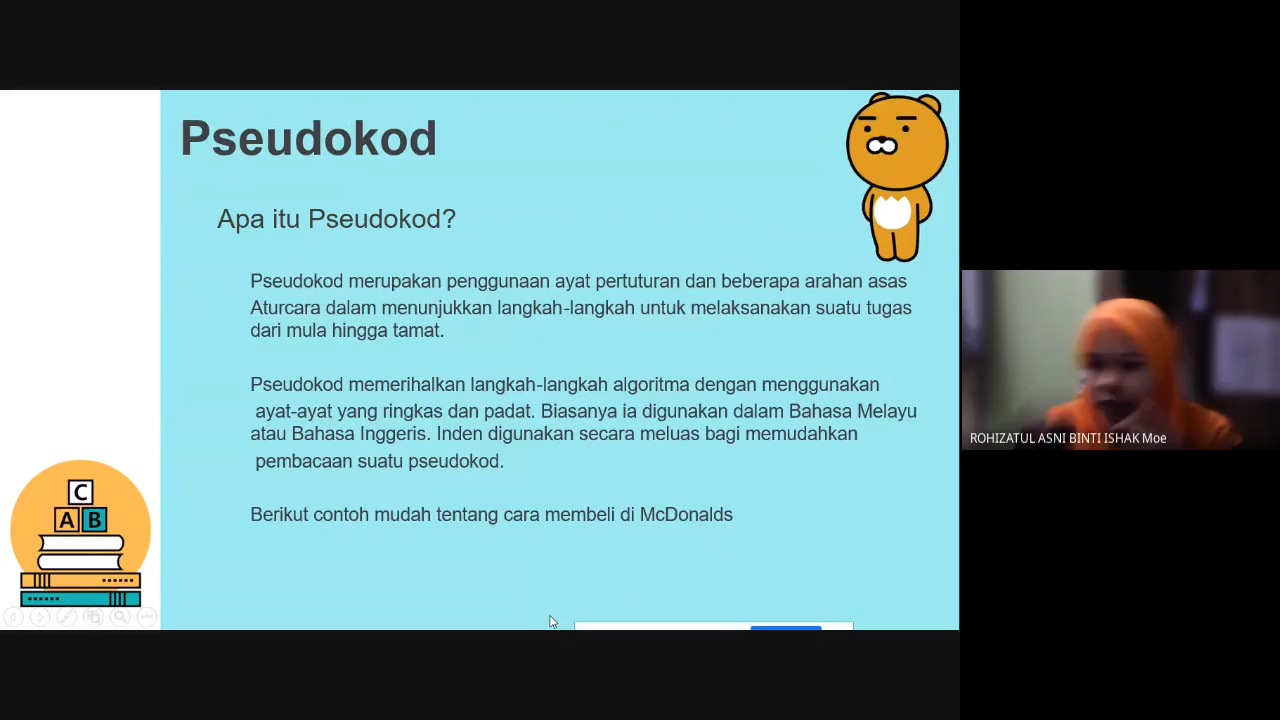 Pseudokod
Apa itu Pseudokod?
Pseudokod merupakan penggunaan ayat pertuturan dan beberapa arahan asas
Aturcara dalam menunjukkan langkah-langkah untuk melaksanakan suatu tugas
dari mula hingga tamat.
Pseudokod memerihalkan langkah-langkah algoritma dengan menggunakan
ayat-ayat yang ringkas dan padat. Biasanya ia digunakan dalam Bahasa Melayu
atau Bahasa Inggeris. Inden digunakan secara meluas bagi memudahkan
pembacaan suatu pseudokod.
Berikut contoh mudah tentang cara membeli di McDonalds
C
A B
ROHIZATUL ASNI BINTI ISHAK Moe